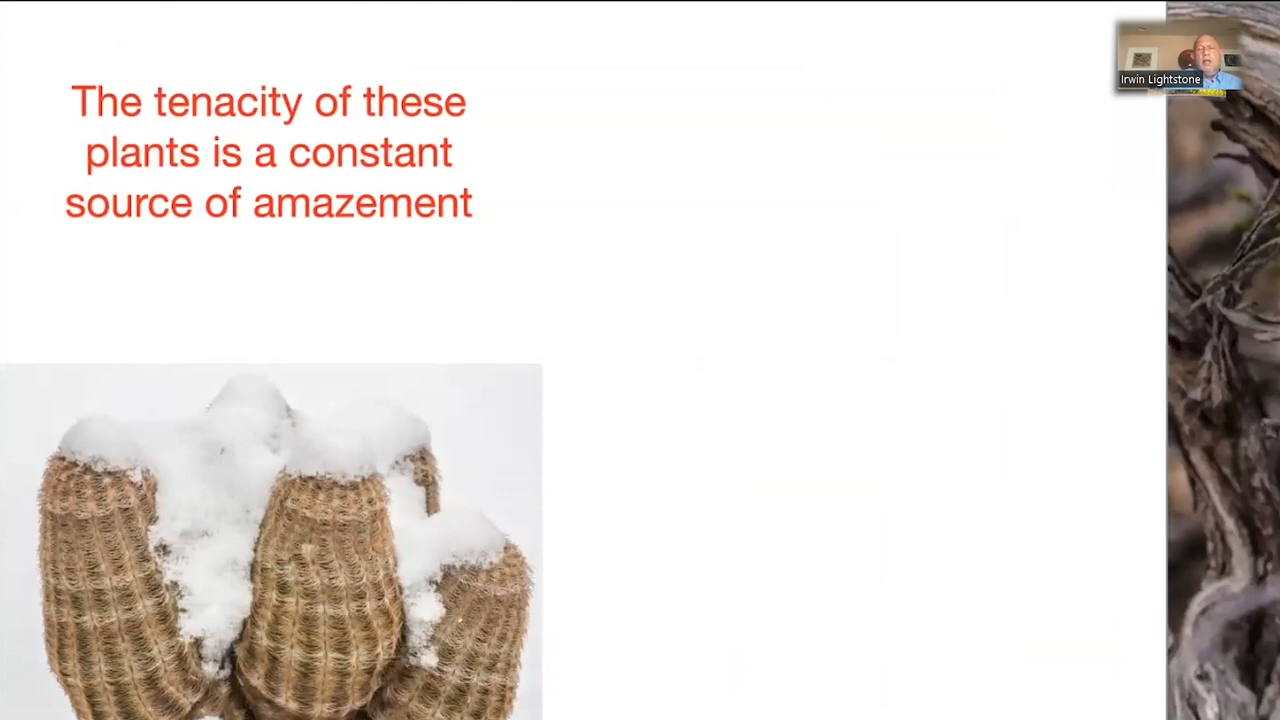 The tenacity of these
plants is a constant
source of amazement
Irwin Lightstone